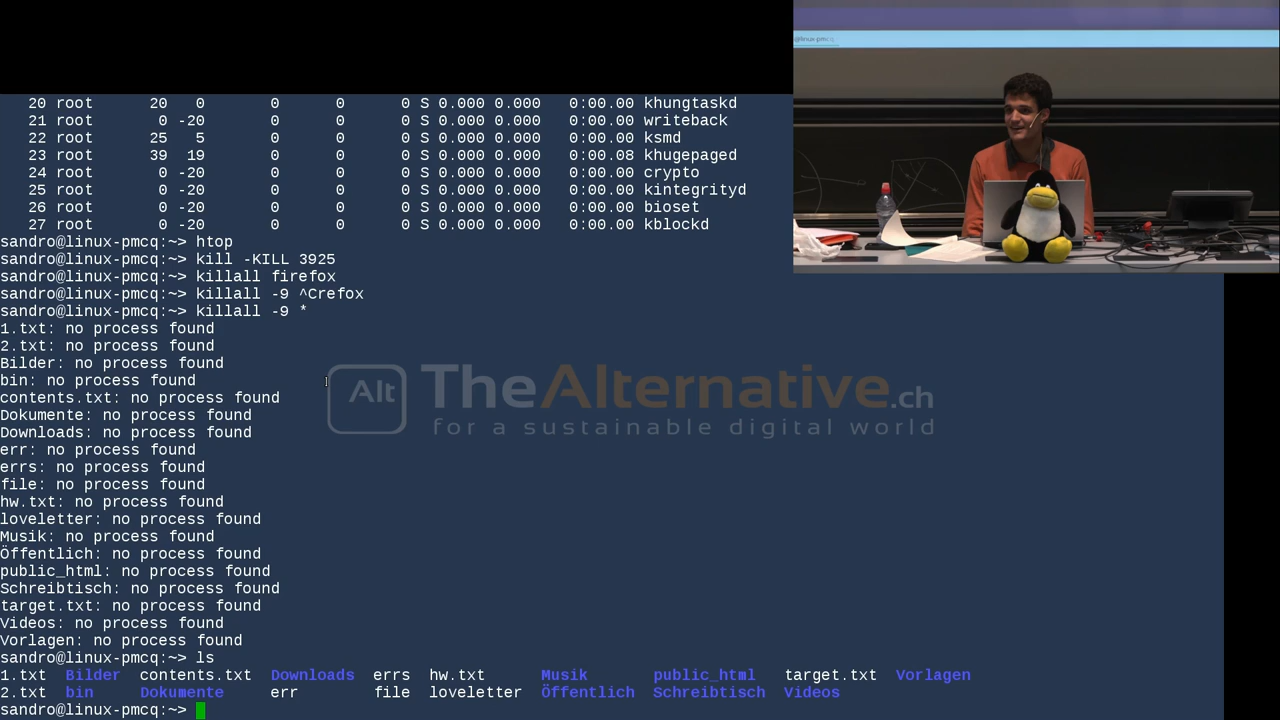 @linux-pmcq
20 root 20 0 0 0 0 S 0.000 0.000 0:00.00 khungtaskd
21 root 0 -20 0 0 0 S 0.000 0.000 0:00.00 writeback
22 root 25 5 0 0 0 S 0.000 0.000 0:00.00 ksmd
23 root 39 19 0 0 0 S 0.000 0.000 0:00.08 khugepaged
24 root 0 -20 0 0 0 S 0.000 0.000 0:00.00 crypto
25 root 0 -20 0 0 0 S 0.000 0.000 0:00.00 kintegrityd
26 root 0 -20 0 0 0 S 0.000 0.000 0:00.00 bioset
27 root 0 -20 0 0 0 S 0.000 0.000 0:00.00 kblockd
sandro@linux-pmcq:~> htop
sandro@linux-pmcq:~> kill -KILL 3925
sandro@linux-pmcq:~> killall firefox
sandro@linux-pmcq:~> killall -9 ^Crefox
sandro@linux-pmcq:~> killall -9 *
1.txt: no process found
2.txt: no process found
Bilder: no process found
bin: no process found
contents.txt: no process found
Dokumente: no process found
Downloads: no process found
err: no process found
errs: no process found
file: no process found
hw.txt: no process found
loveletter: no process found
Musik: no process found
Öffentlich: no process found
public_html: no process found
Schreibtisch: no process found
target.txt: no process found
Videos: no process found
Vorlagen: no process found
sandro@linux-pmcq:~> ls
1.txt Bilder contents.txt Downloads errs hw.txt Musik public_html target.txt Vorlagen
2.txt bin Dokumente err file loveletter Öffentlich Schreibtisch Videos
sandro@linux-pmcq:~>
Alt TheAlternative.ch
for a sustainable digital world